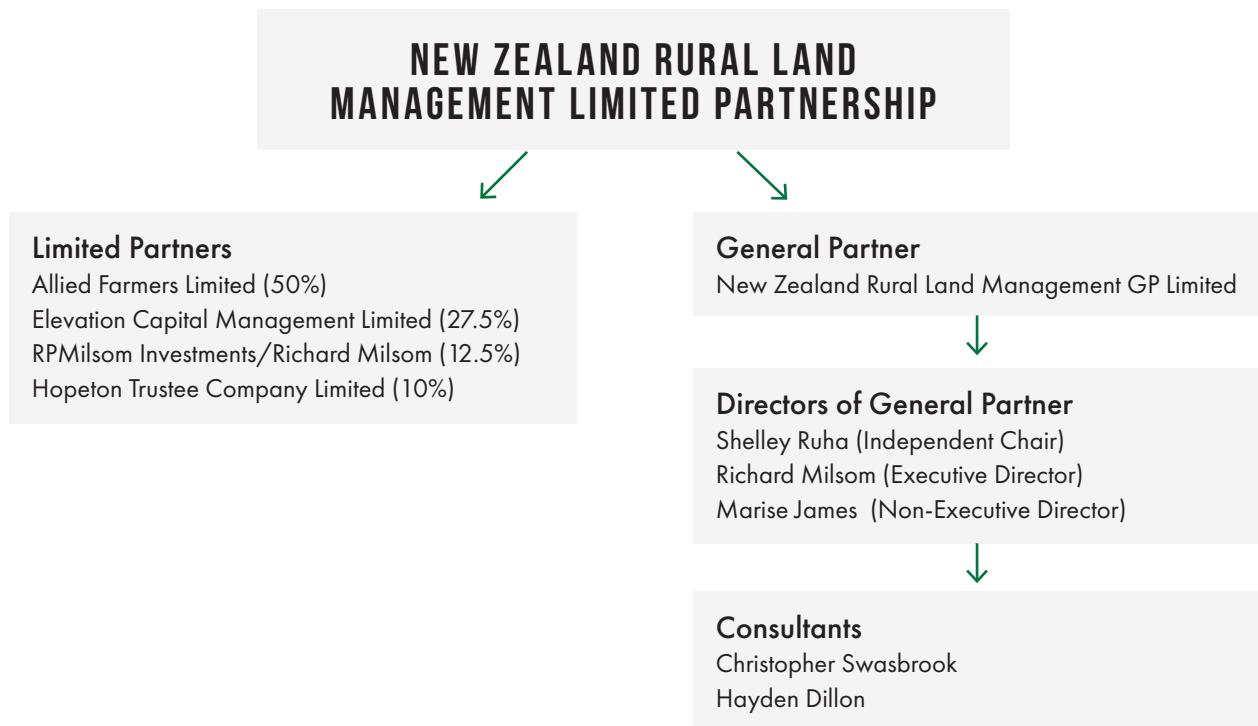 NEW ZEALAND RURAL LAND
MANAGEMENT LIMITED PARTNERSHIP
Limited Partners
Allied Farmers Limited (50%)
Elevation Capital Management Limited (27.5%)
RPMilsom Investments/Richard Milsom (12.5%)
Hopeton Trustee Company Limited (10%)
General Partner
New Zealand Rural Land Management GP Limited
Directors of General Partner
Shelley Ruha (Independent Chair)
Richard Milsom (Executive Director)
Marise James  (Non-Executive Director)
Consultants
Christopher Swasbrook
Hayden Dillon